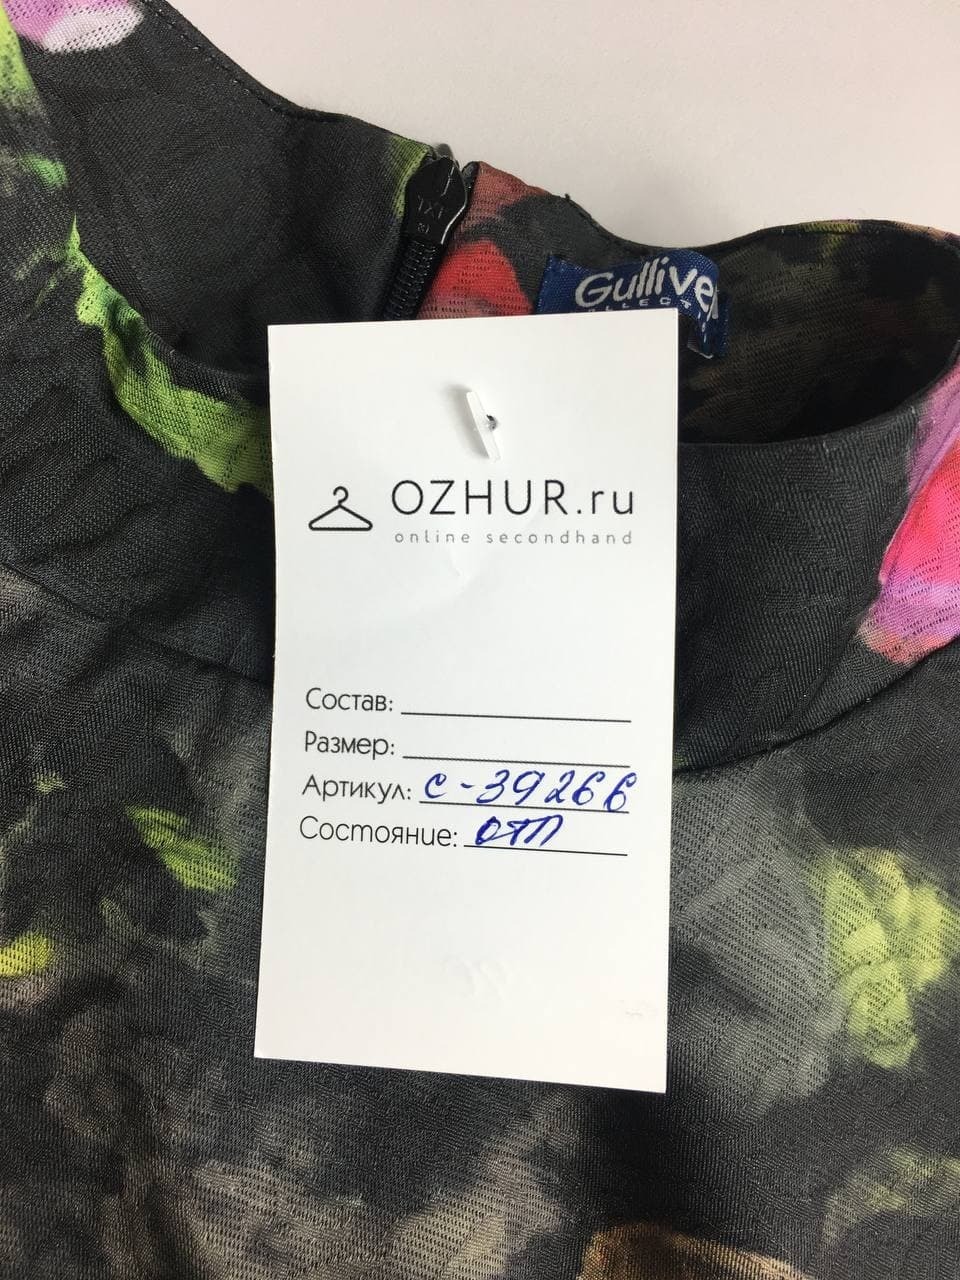 Gulliver
OZHUR.ru
online secondhand
Состав:
Размер:
Артикул: с-39266
Состояние: отл